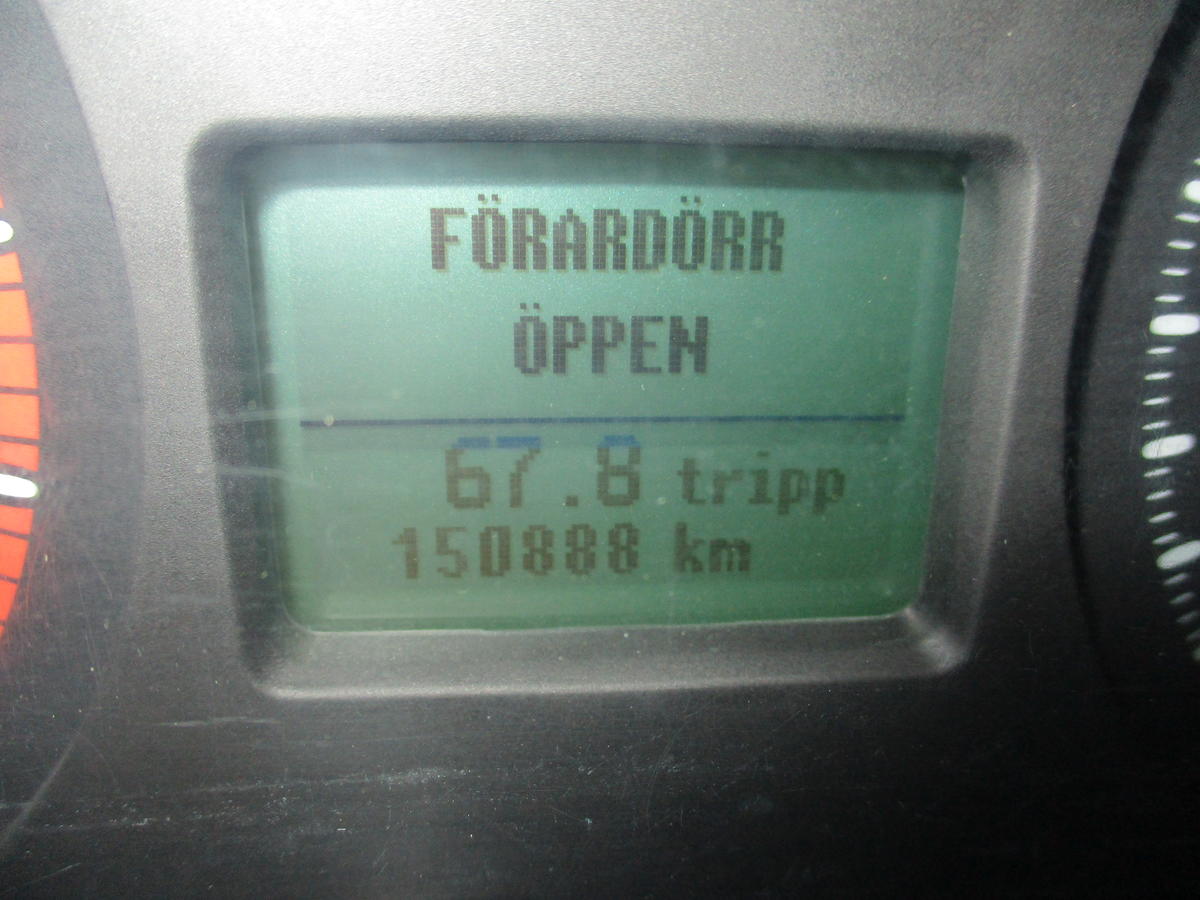 FÖRARDÖRR
ÖPPEN
67.8 tripp
150888 km